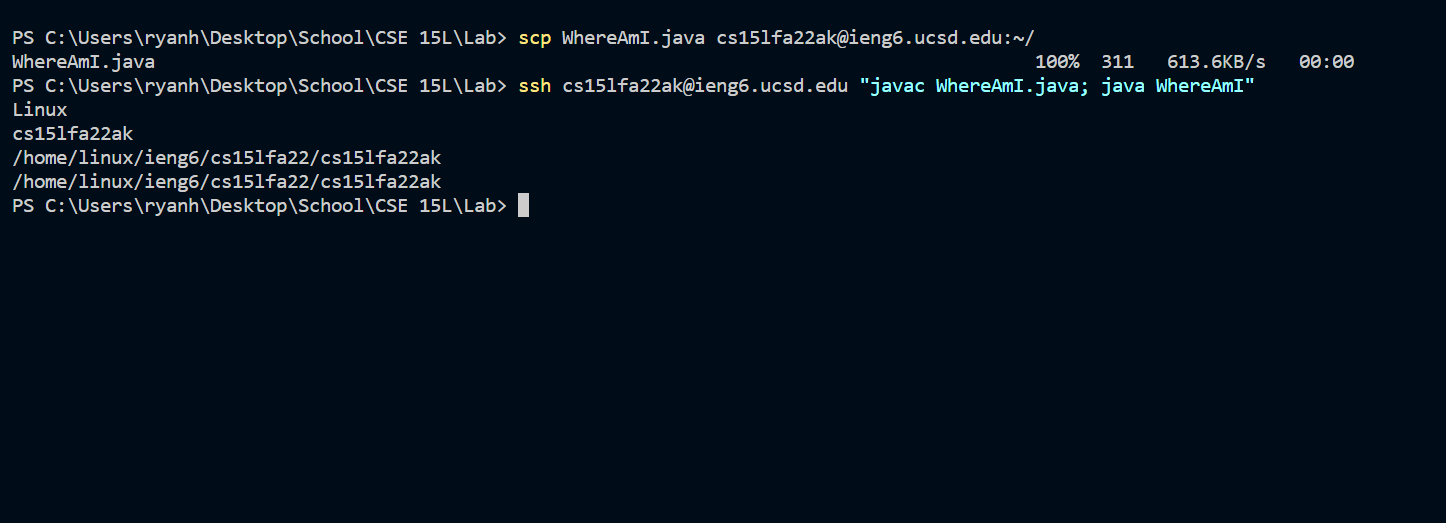 PS C:\Users\ryanh\Desktop\School\CSE 15L\Lab> scp WhereAmI.java cs15lfa22ak@ieng6.ucsd.edu:~/
WhereAmI.java 100% 311 613.6KB/s 00:00
PS C:\Users\ryanh\Desktop\School\CSE 15L\Lab> ssh cs15lfa22ak@ieng6.ucsd.edu "javac WhereAmI.java; java WhereAmI"
Linux
cs15lfa22ak
/home/linux/ieng6/cs15lfa22/cs15lfa22ak
/home/linux/ieng6/cs15lfa22/cs15lfa22ak
PS C:\Users\ryanh\Desktop\School\CSE 15L\Lab>